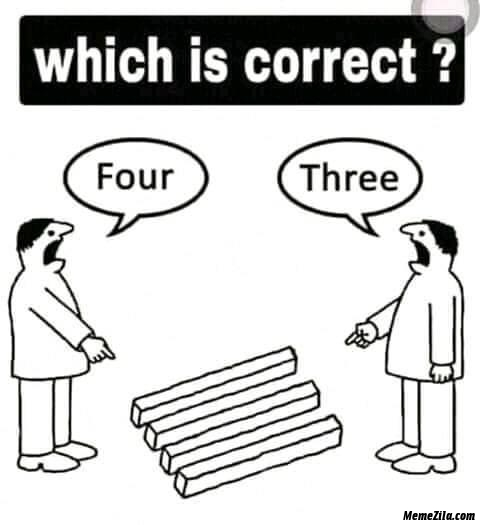 which is correct ?
Four
Three
MemeZila.com